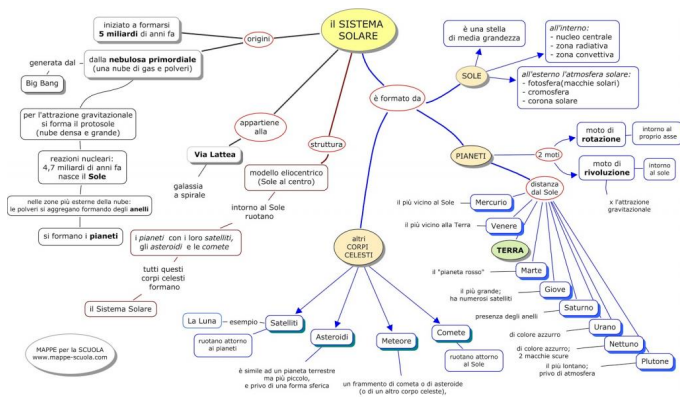 il SISTEMA
SOLARE
iniziato a formarsi
5 miliardi di anni fa
origini
dalla nebulosa primordiale
(una nube di gas e polveri)
generata dal
Big Bang
per l'attrazione gravitazionale
si forma il protosole
(nube densa e grande)
reazioni nucleari:
4,7 miliardi di anni fa
nasce il Sole
nelle zone più esterne della nube:
le polveri si aggregano formando degli anelli
si formano i pianeti
appartiene
alla
Via Lattea
galassia
a spirale
struttura
modello eliocentrico
(Sole al centro)
intorno al Sole
ruotano
i pianeti con i loro satelliti,
gli asteroidi e le comete
tutti questi
corpi celesti
formano
il Sistema Solare
è formato da
SOLE
è una stella
di media grandezza
all'interno:
- nucleo centrale
- zona radiativa
- zona convettiva
all'esterno l'atmosfera solare:
- fotosfera(macchie solari)
- cromosfera
- corona solare
PIANETI
2 moti
moto di
rotazione
intorno al
proprio asse
moto di
rivoluzione
intorno
al sole
x l'attrazione
gravitazionale
distanza
dal Sole
il più vicino al Sole
Mercurio
il più vicino alla Terra
Venere
TERRA
il "pianeta rosso"
Marte
il più grande;
ha numerosi satelliti
Giove
presenza degli anelli
Saturno
di colore azzurro
Urano
di colore azzurro;
2 macchie scure
Nettuno
il più lontano;
privo di atmosfera
Plutone
altri
CORPI
CELESTI
La Luna
esempio
Satelliti
ruotano attorno
ai pianeti
Asteroidi
è simile ad un pianeta terrestre
ma più piccolo,
e privo di una forma sferica
Meteore
un frammento di cometa o di asteroide
(o di un altro corpo celeste),
Comete
ruotano attorno
al Sole
MAPPE per la SCUOLA
www.mappe-scuola.com